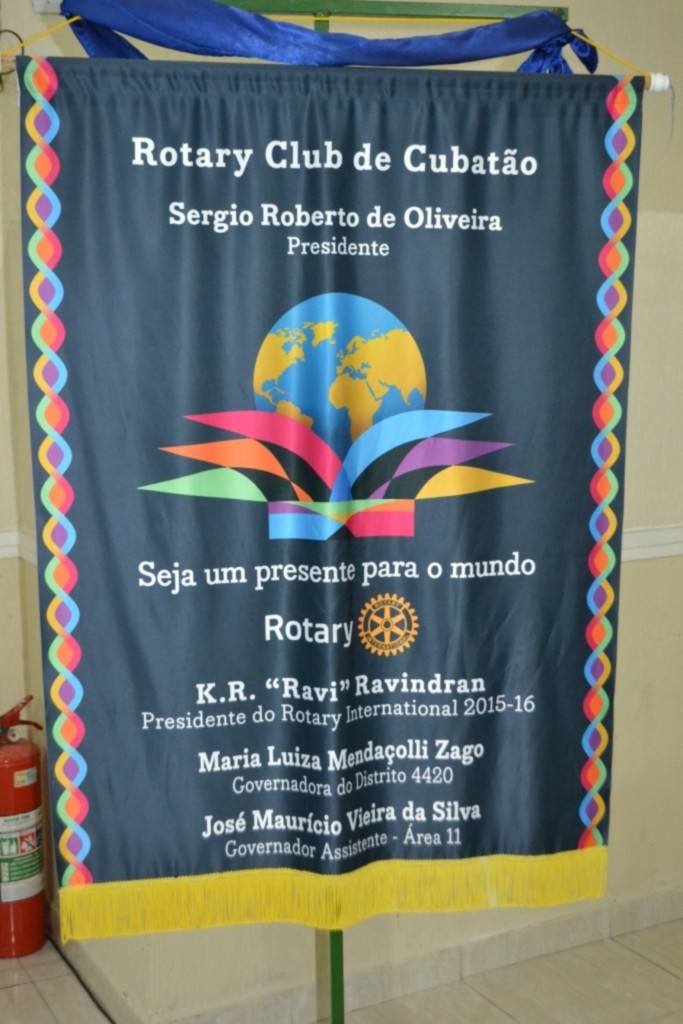 Rotary Club de Cubatão
Sergio Roberto de Oliveira
Presidente
Seja um presente para o mundo
Rotary
K.R. “Ravi” Ravindran
Presidente do Rotary International 2015-16
Maria Luiza Mendaçolli Zago
Governadora do Distrito 4420
José Maurício Vieira da Silva
Governador Assistente - Área 11